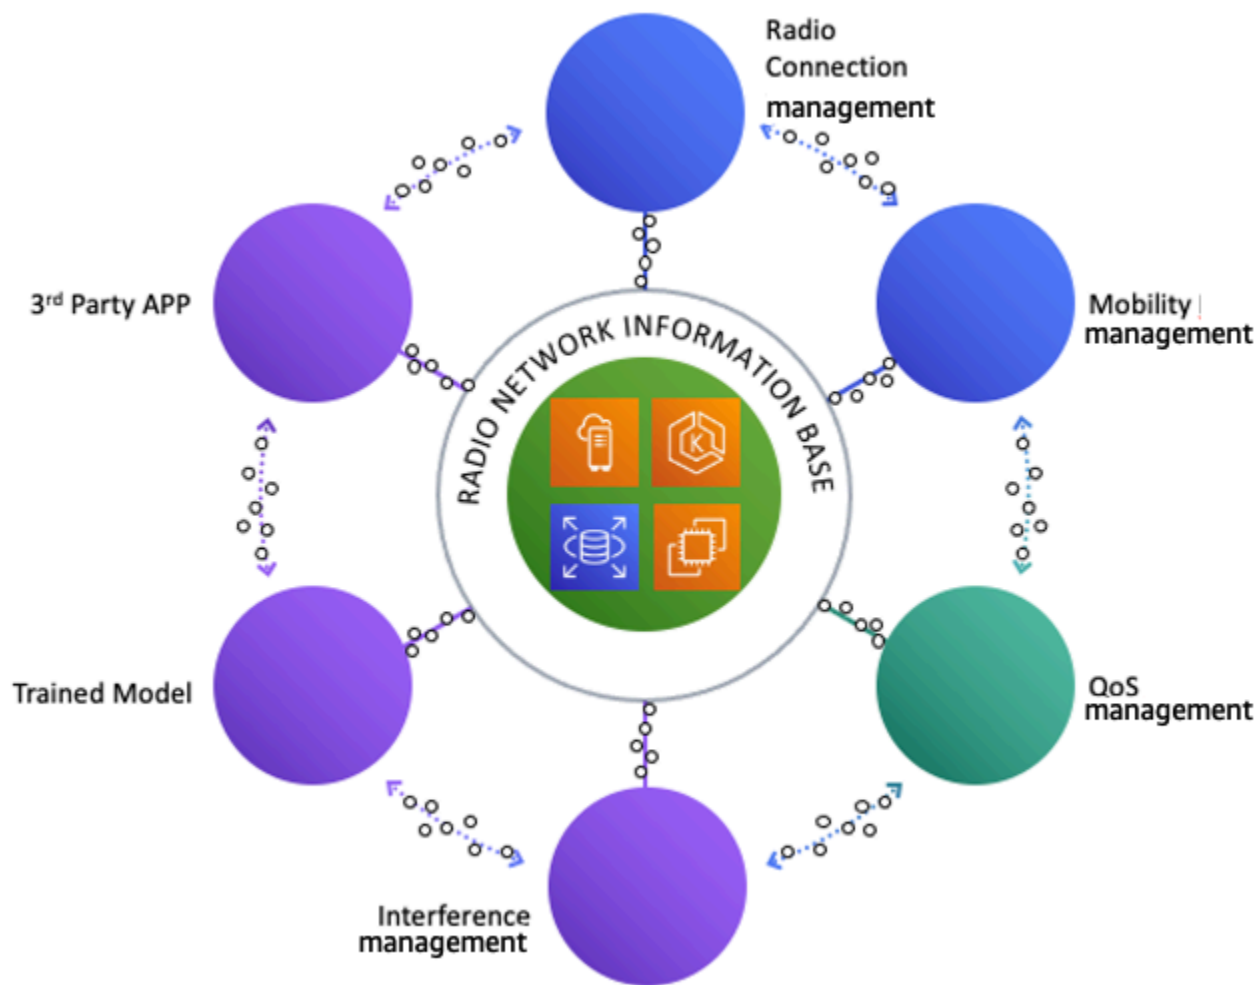 Radio
Connection
management
3rd Party APP
Mobility
management
RADIO NETWORK INFORMATION BASE
K
Trained Model
QoS
management
Interference
management